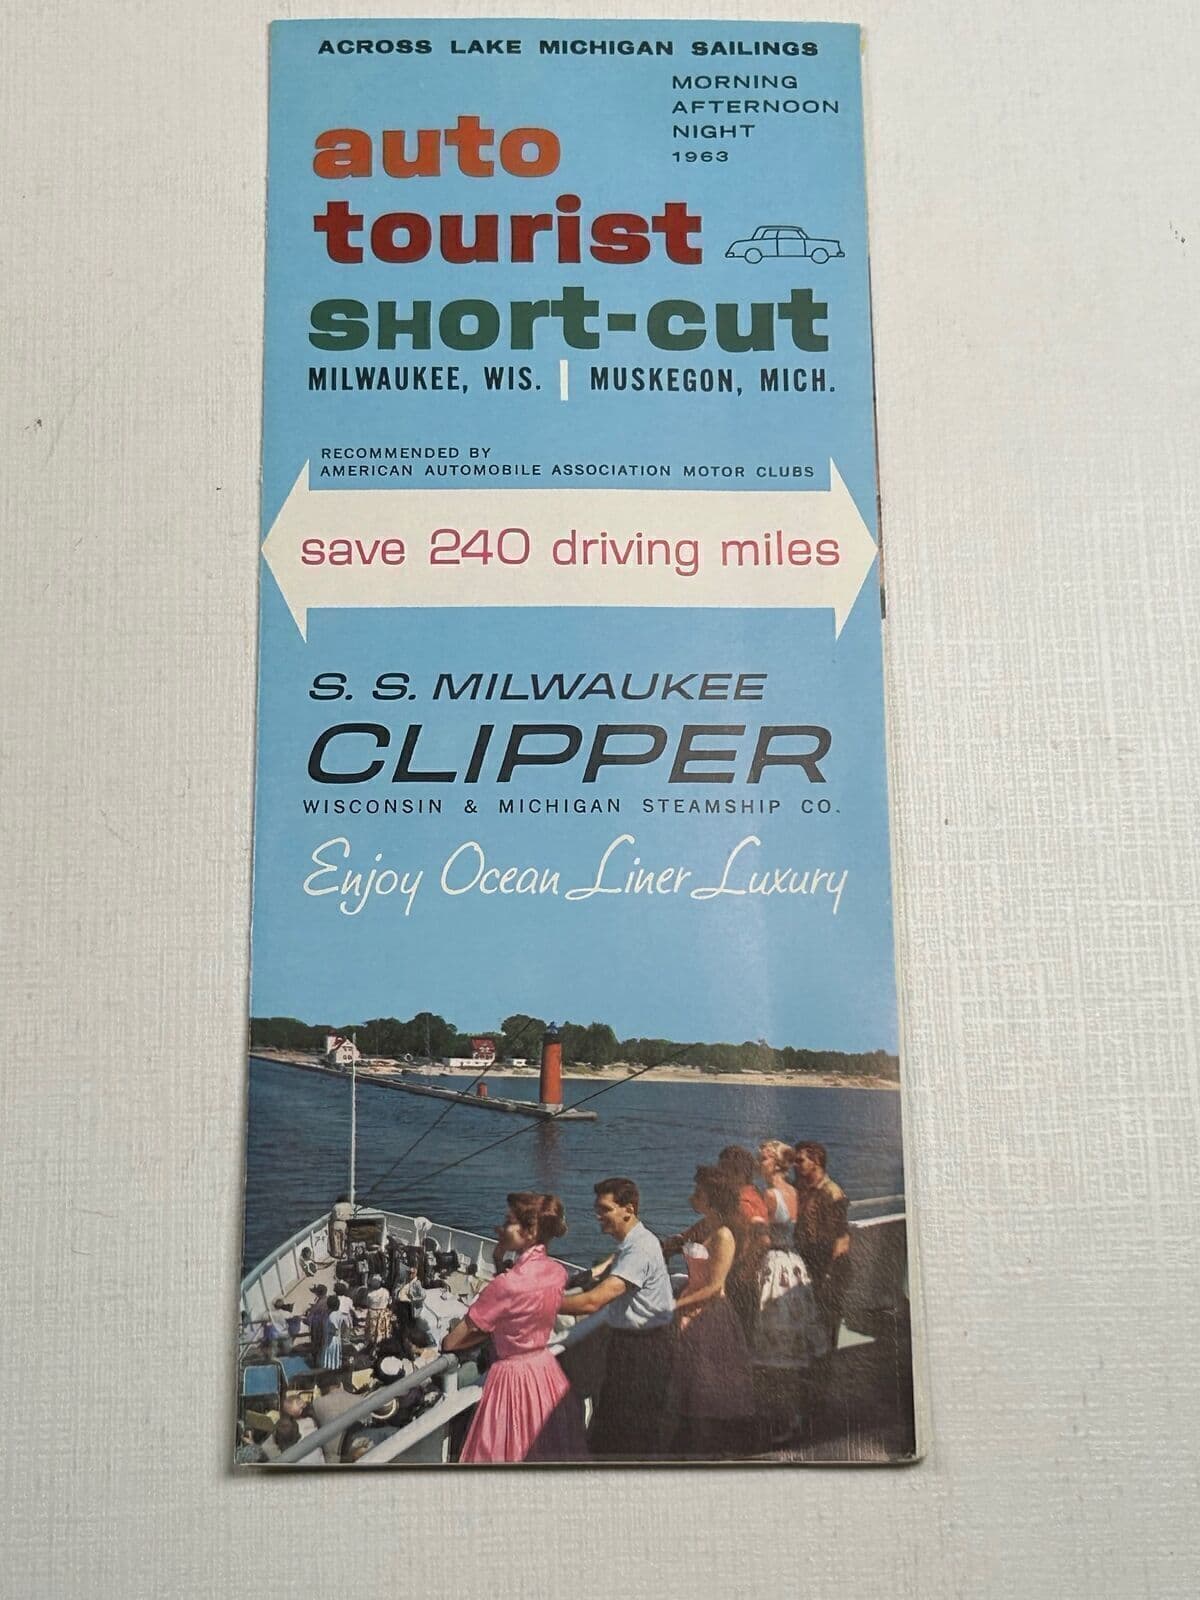 ACROSS LAKE MICHIGAN SAILINGS
MORNING
AFTERNOON
NIGHT
1963
auto
tourist
SHOrt-cut
MILWAUKEE, WIS. | MUSKEGON, MICH.
RECOMMENDED BY
AMERICAN AUTOMOBILE ASSOCIATION MOTOR CLUBS
save 240 driving miles
S. S. MILWAUKEE
CLIPPER
WISCONSIN & MICHIGAN STEAMSHIP CO.
Enjoy Ocean Liner Luxury